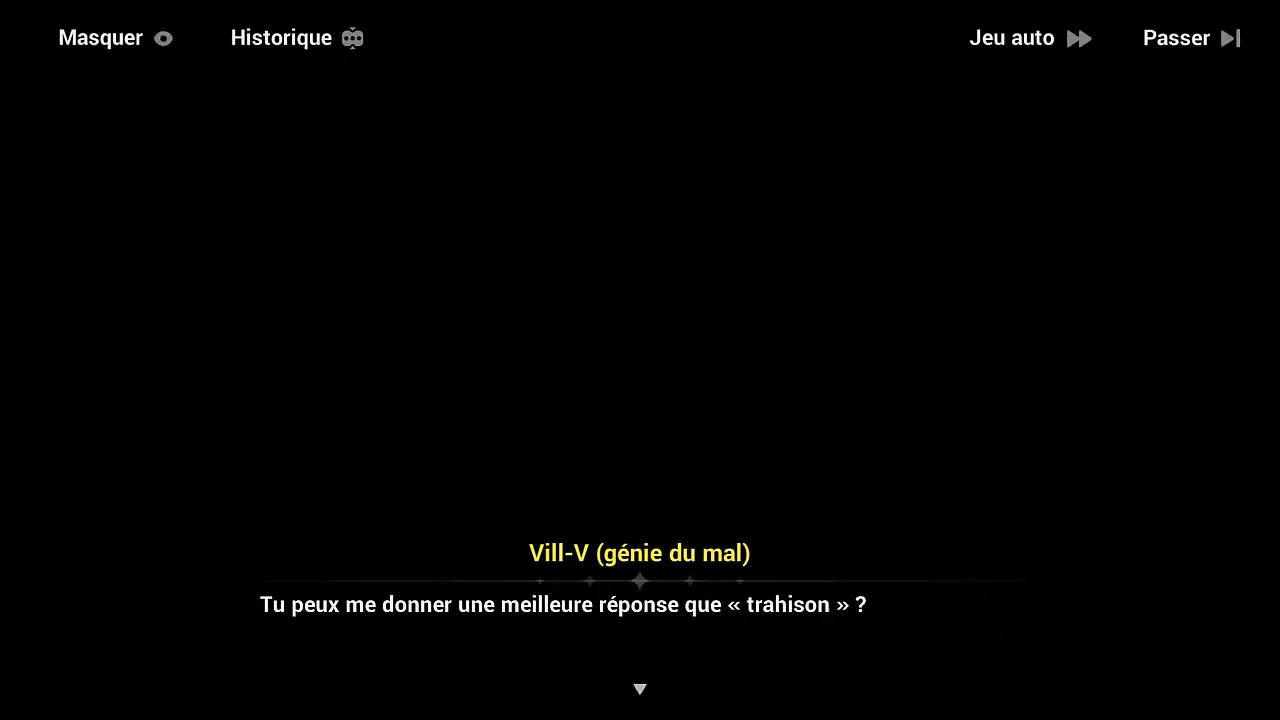 Masquer
Historique
Jeu auto
Passer
Vill-V (génie du mal)
Tu peux me donner une meilleure réponse que « trahison » ?